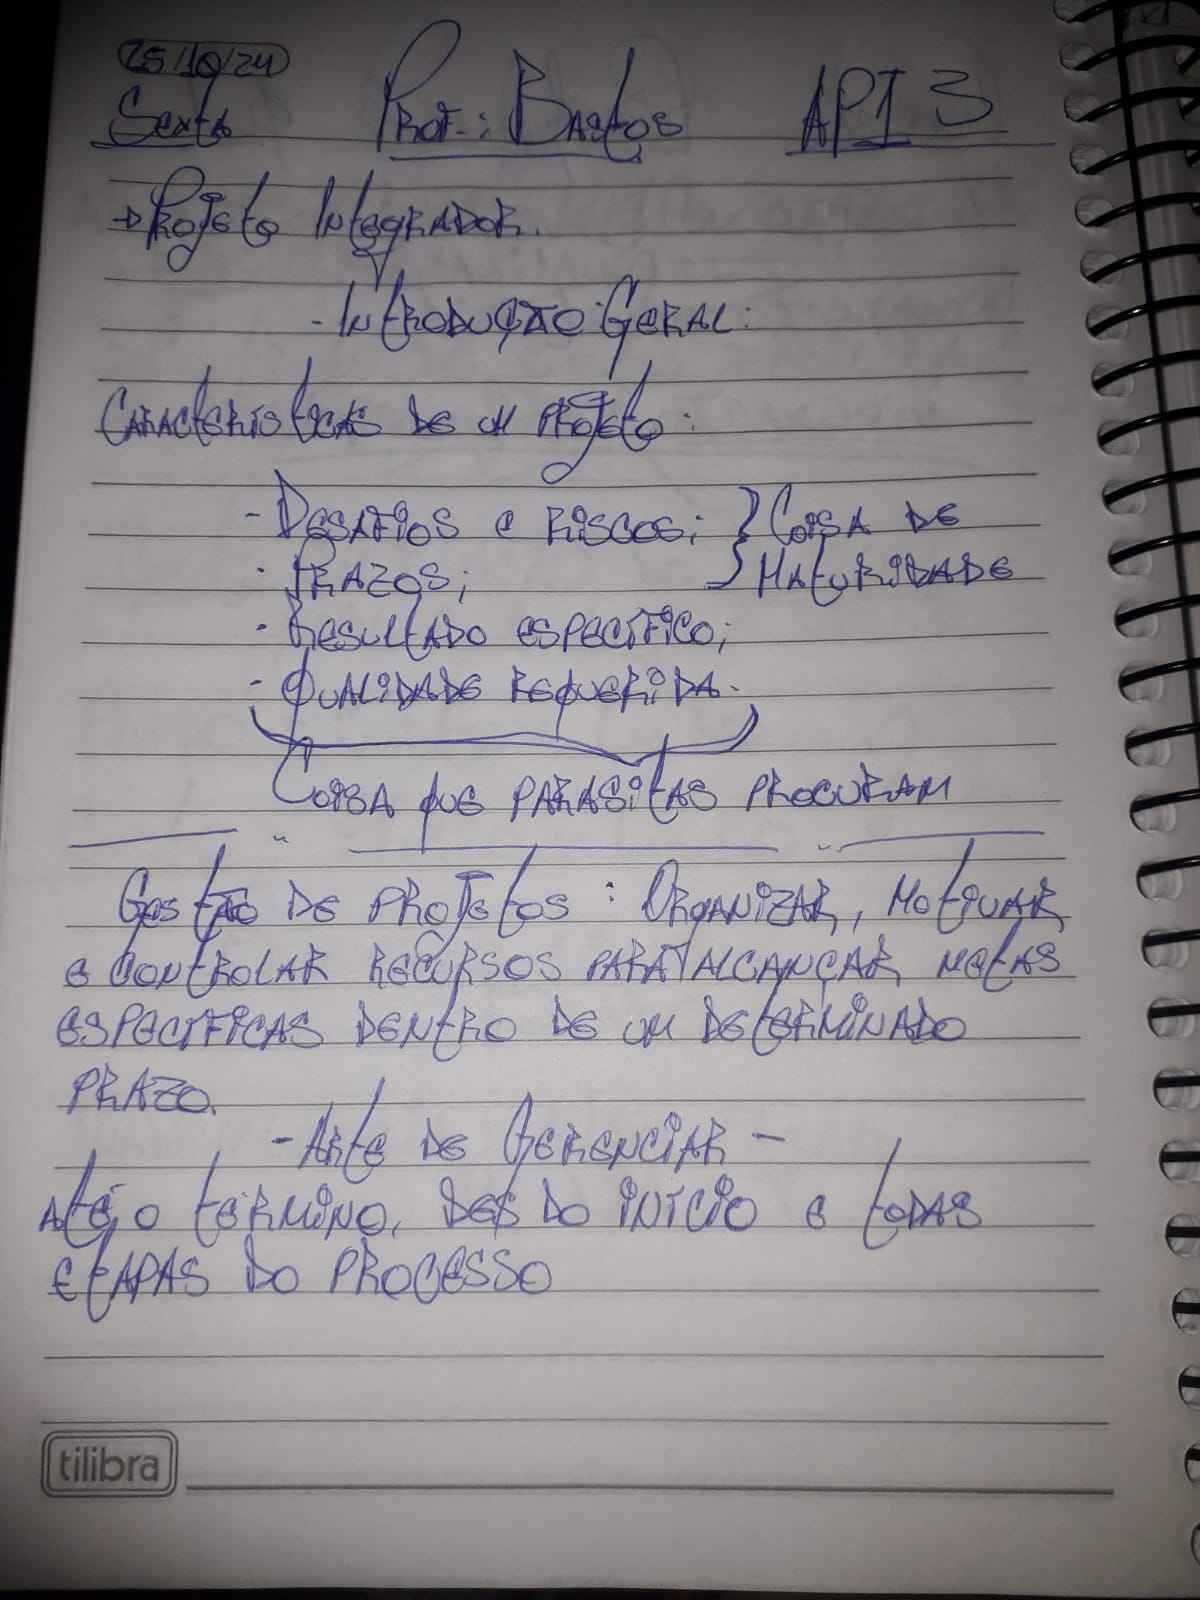 25/10/24
Sexta Prof.: Bastos API 3
→ Projeto Integrador.
- Introdução Geral:
Características de um projeto:
- Desafios e riscos; } Coisa de
- Prazos; } Maturidade
- Resultado específico;
- Qualidade requerida.
Coisa que parasitas procuram
Gestão de projetos: Organizar, motivar
e controlar recursos para alcançar metas
específicas dentro de um determinado
prazo.
- Arte de Gerenciar -
Até o término, des do início e todas
etapas do processo
tilibra